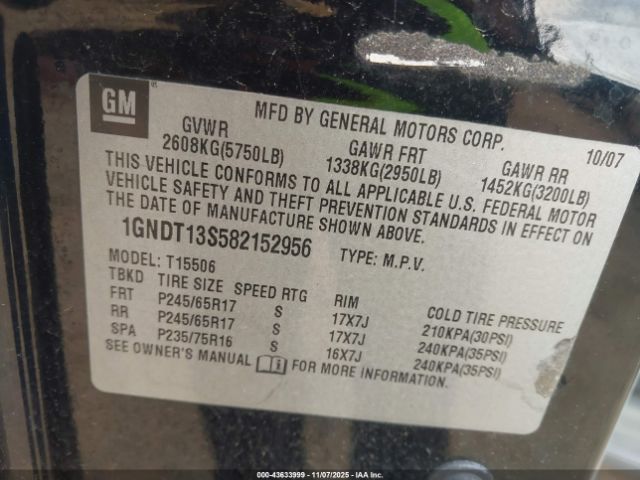 GM
MFD BY GENERAL MOTORS CORP. 10/07
GVWR GAWR FRT GAWR RR
2608KG(5750LB) 1338KG(2950LB) 1452KG(3200LB)
THIS VEHICLE CONFORMS TO ALL APPLICABLE U.S. FEDERAL MOTOR
VEHICLE SAFETY AND THEFT PREVENTION STANDARDS IN EFFECT ON
THE DATE OF MANUFACTURE SHOWN ABOVE.
1GNDT13S582152956 TYPE: M.P.V.
MODEL: T15506
TBKD TIRE SIZE SPEED RTG RIM COLD TIRE PRESSURE
FRT P245/65R17 S 17X7J 210KPA(30PSI)
RR P245/65R17 S 17X7J 240KPA(35PSI)
SPA P235/75R16 S 16X7J 240KPA(35PSI)
SEE OWNER'S MANUAL FOR MORE INFORMATION.
000-43633999 - 11/07/2025 - IAA, Inc.